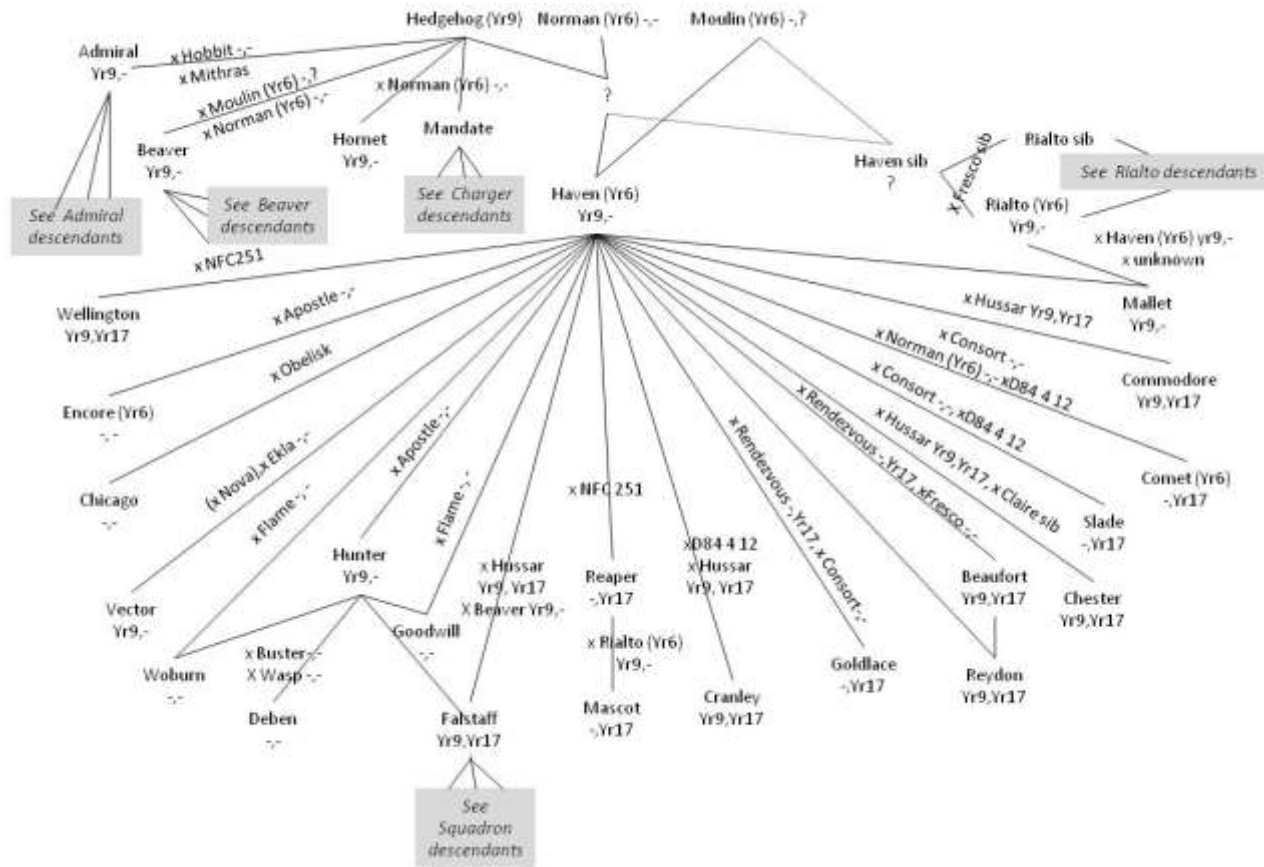 Hedgehog (Yr9)
Norman (Yr6) -,-
Moulin (Yr6) -,?
Admiral
Yr9,-
x Hobbit -,-
x Mithras
x Moulin (Yr6) -,?
x Norman (Yr6) -,-
x Norman (Yr6) -,-
?
Beaver
Yr9,-
Hornet
Yr9,-
Mandate
Haven sib
?
X Fresco sib
Rialto sib
See Rialto descendants
See Admiral
descendants
See Beaver
descendants
See Charger
descendants
Haven (Yr6)
Yr9,-
Rialto (Yr6)
Yr9,-
x NFC251
x Haven (Yr6) yr9,-
x unknown
Wellington
Yr9,Yr17
Mallet
Yr9,-
x Apostle -,-
x Hussar Yr9,Yr17
x Obelisk
x Consort -,-
x Norman (Yr6) -,- xD84 4 12
Commodore
Yr9,Yr17
Encore (Yr6)
-,-
x Consort -,-, xD84 4 12
(x Nova),x Ekla -,-
x Apostle -,-
x Hussar Yr9,Yr17, x Claire sib
x Rendezvous -,Yr17, xFresco -,-
x Rendezvous -,Yr17, x Consort-,-
Chicago
-,-
x Flame -,-
x Flame -,-
x NFC251
Comet (Yr6)
-,Yr17
Slade
-,Yr17
Hunter
Yr9,-
x Hussar
Yr9, Yr17
X Beaver Yr9,-
Reaper
-,Yr17
xD84 4 12
x Hussar
Yr9, Yr17
Beaufort
Yr9,Yr17
Chester
Yr9,Yr17
Vector
Yr9,-
Goodwill
-,-
Woburn
-,-
x Buster-,-
X Wasp -,-
x Rialto (Yr6)
Yr9,-
Goldlace
-,Yr17
Reydon
Yr9,Yr17
Deben
-,-
Falstaff
Yr9,Yr17
Mascot
-,Yr17
Cranley
Yr9,Yr17
See
Squadron
descendants